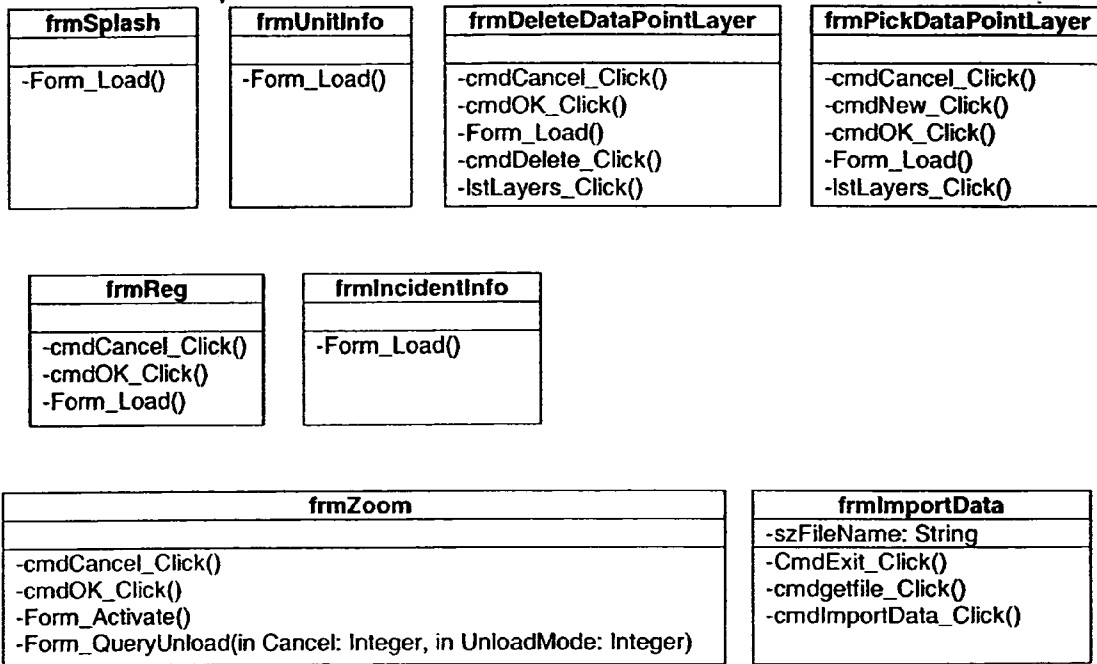 frmSplash
-Form_Load()
frmUnitInfo
-Form_Load()
frmDeleteDataPointLayer
-cmdCancel_Click()
-cmdOK_Click()
-Form_Load()
-cmdDelete_Click()
-lstLayers_Click()
frmPickDataPointLayer
-cmdCancel_Click()
-cmdNew_Click()
-cmdOK_Click()
-Form_Load()
-lstLayers_Click()
frmReg
-cmdCancel_Click()
-cmdOK_Click()
-Form_Load()
frmIncidentInfo
-Form_Load()
frmZoom
-cmdCancel_Click()
-cmdOK_Click()
-Form_Activate()
-Form_QueryUnload(in Cancel: Integer, in UnloadMode: Integer)
frmImportData
-szFileName: String
-CmdExit_Click()
-cmdgetfile_Click()
-cmdImportData_Click()